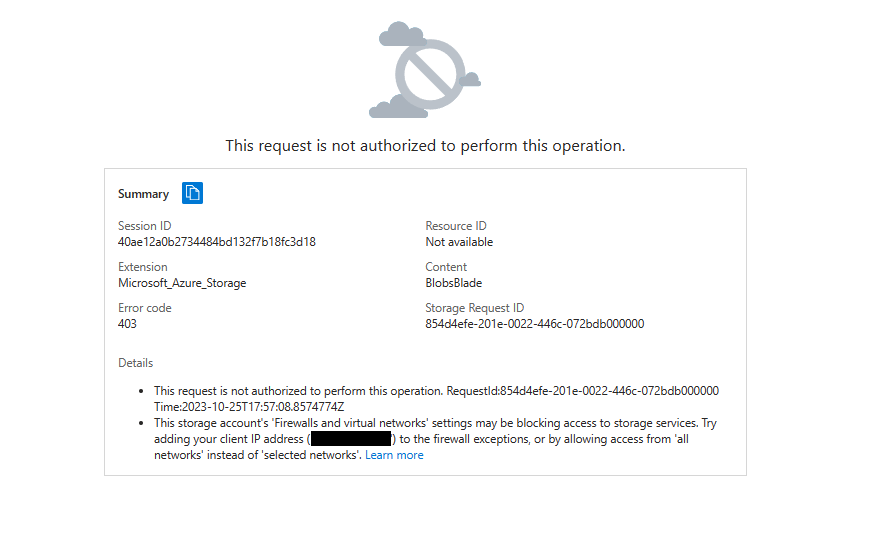 This request is not authorized to perform this operation.
Summary
Session ID
40ae12a0b2734484bd132f7b18fc3d18
Resource ID
Not available
Extension
Microsoft_Azure_Storage
Content
BlobsBlade
Error code
403
Storage Request ID
854d4efe-201e-0022-446c-072bdb000000
Details
• This request is not authorized to perform this operation. RequestId:854d4efe-201e-0022-446c-072bdb000000
Time:2023-10-25T17:57:08.8574774Z
• This storage account's 'Firewalls and virtual networks' settings may be blocking access to storage services. Try
adding your client IP address ( ') to the firewall exceptions, or by allowing access from 'all
networks' instead of 'selected networks'. Learn more